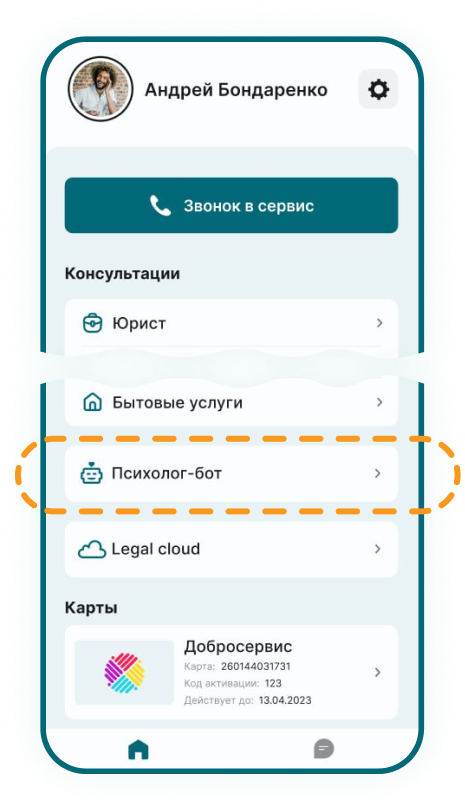 Андрей Бондаренко
Звонок в сервис
Консультации
Юрист
Бытовые услуги
Психолог-бот
Legal cloud
Карты
Добросервис
Карта: 260144031731
Код активации: 123
Действует до: 13.04.2023